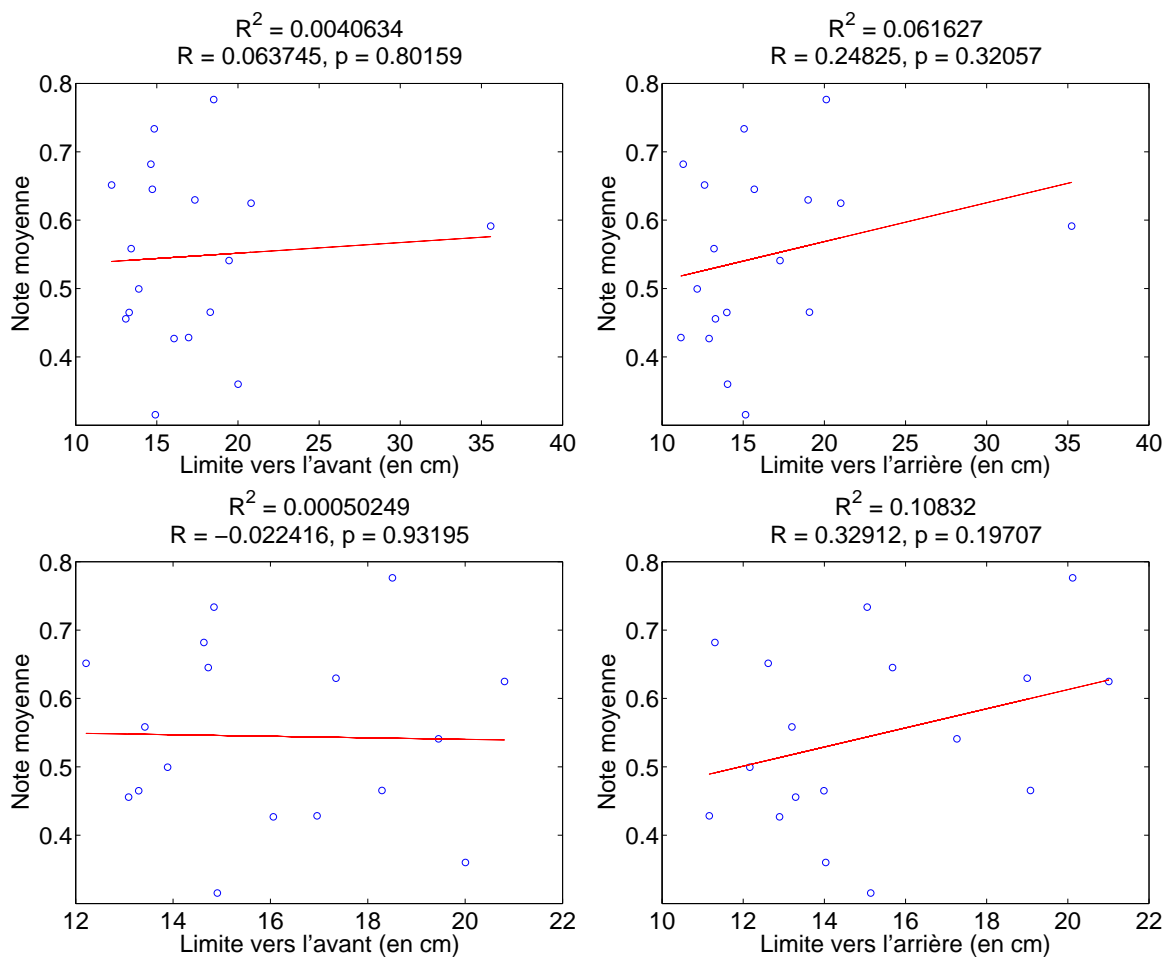 R² = 0.0040634
R = 0.063745, p = 0.80159
0.8
0.7
0.6
0.5
0.4
Note moyenne
10 15 20 25 30 35 40
Limite vers l'avant (en cm)
R² = 0.061627
R = 0.24825, p = 0.32057
0.8
0.7
0.6
0.5
0.4
Note moyenne
10 15 20 25 30 35 40
Limite vers l'arrière (en cm)
R² = 0.00050249
R = −0.022416, p = 0.93195
0.8
0.7
0.6
0.5
0.4
Note moyenne
12 14 16 18 20 22
Limite vers l'avant (en cm)
R² = 0.10832
R = 0.32912, p = 0.19707
0.8
0.7
0.6
0.5
0.4
Note moyenne
10 12 14 16 18 20 22
Limite vers l'arrière (en cm)